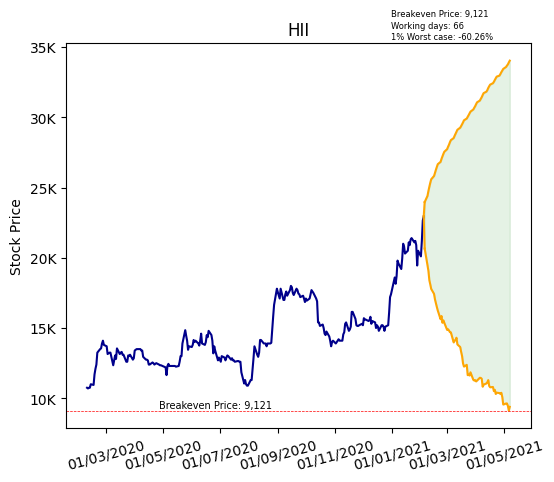 Breakeven Price: 9,121
Working days: 66
1% Worst case: -60.26%
HII
35K
30K
25K
20K
15K
10K
Stock Price
Breakeven Price: 9,121
01/03/2020 01/05/2020 01/07/2020 01/09/2020 01/11/2020 01/01/2021 01/03/2021 01/05/2021